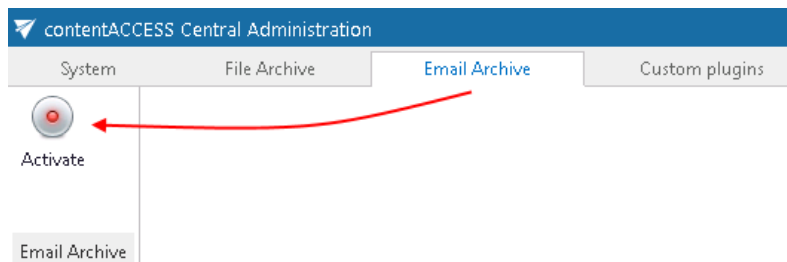 contentACCESS Central Administration
System File Archive Email Archive Custom plugins
Activate
Email Archive